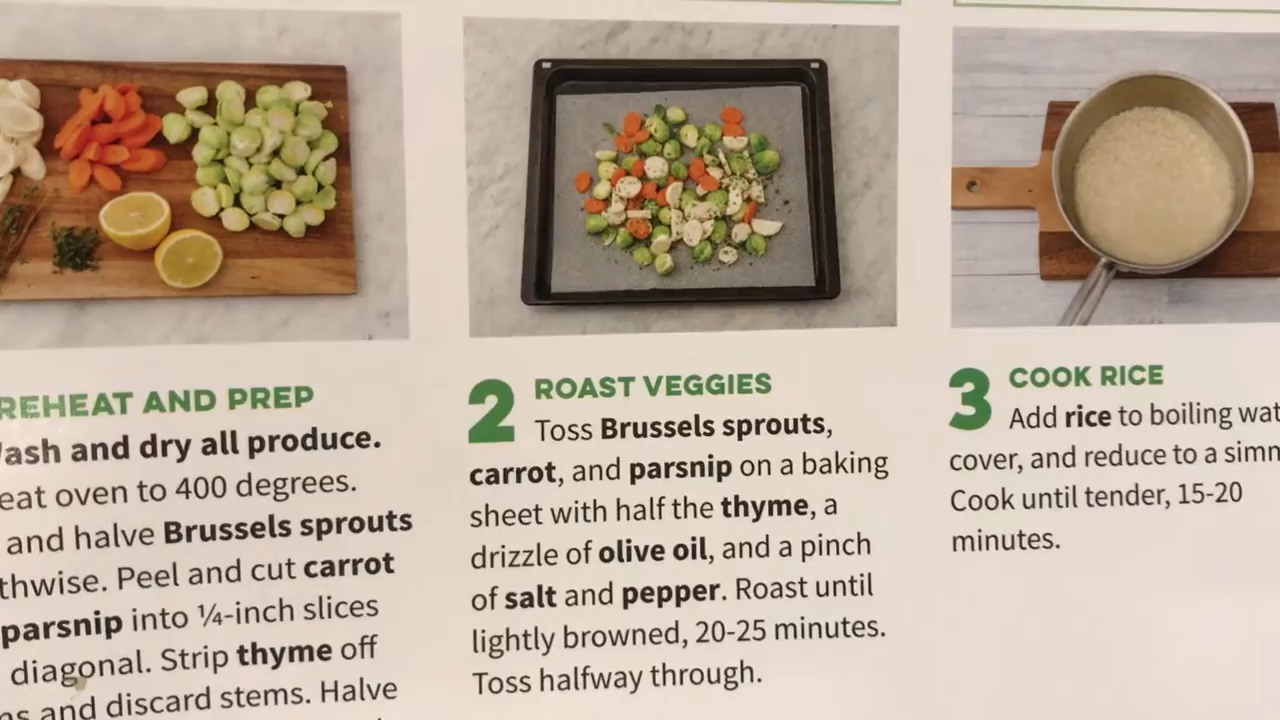 REHEAT AND PREP
ash and dry all produce.
eat oven to 400 degrees.
and halve Brussels sprouts
thwise. Peel and cut carrot
parsnip into ¼-inch slices
diagonal. Strip thyme off
ns and discard stems. Halve
2 ROAST VEGGIES
Toss Brussels sprouts,
carrot, and parsnip on a baking
sheet with half the thyme, a
drizzle of olive oil, and a pinch
of salt and pepper. Roast until
lightly browned, 20-25 minutes.
Toss halfway through.
3 COOK RICE
Add rice to boiling wat
cover, and reduce to a simm
Cook until tender, 15-20
minutes.